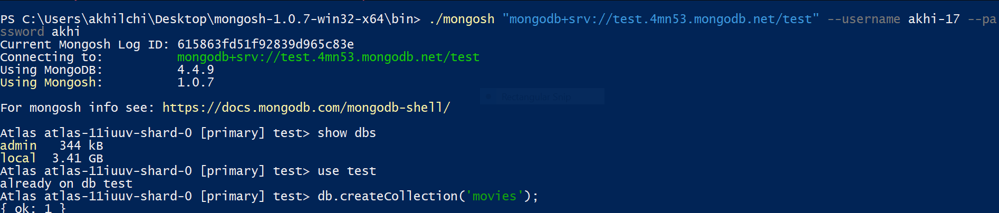 PS C:\Users\akhilchi\Desktop\mongosh-1.0.7-win32-x64\bin> ./mongosh "mongodb+srv://test.4mn53.mongodb.net/test" --username akhi-17 --pa
ssword akhi
Current Mongosh Log ID: 615863fd51f92839d965c83e
Connecting to:          mongodb+srv://test.4mn53.mongodb.net/test
Using MongoDB:          4.4.9
Using Mongosh:          1.0.7
Rectangular Snip
For mongosh info see: https://docs.mongodb.com/mongodb-shell/
Atlas atlas-11iuuv-shard-0 [primary] test> show dbs
admin   344 kB
local  3.41 GB
Atlas atlas-11iuuv-shard-0 [primary] test> use test
already on db test
Atlas atlas-11iuuv-shard-0 [primary] test> db.createCollection('movies');
{ ok: 1 }